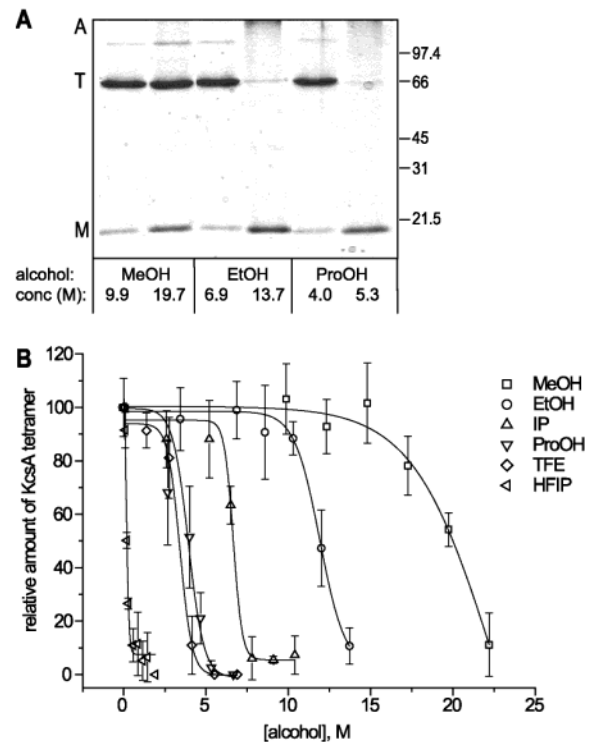 A
A
T
M
97.4
66
45
31
21.5
alcohol: MeOH EtOH ProOH
conc (M): 9.9 19.7 6.9 13.7 4.0 5.3
B
120
100
80
60
40
20
0
relative amount of KcsA tetramer
0 5 10 15 20 25
[alcohol], M
MeOH
EtOH
IP
ProOH
TFE
HFIP